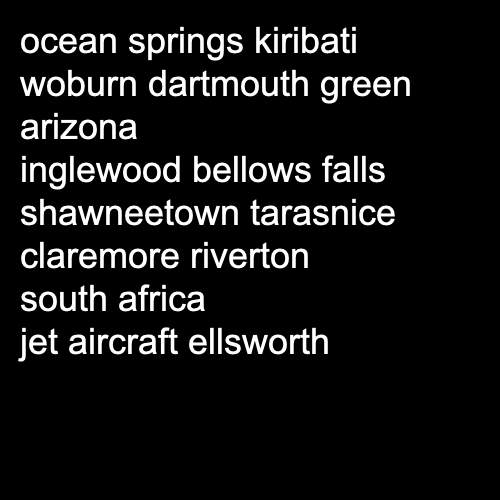 ocean springs kiribati
woburn dartmouth green
arizona
inglewood bellows falls
shawneetown tarasnice
claremore riverton
south africa
jet aircraft ellsworth